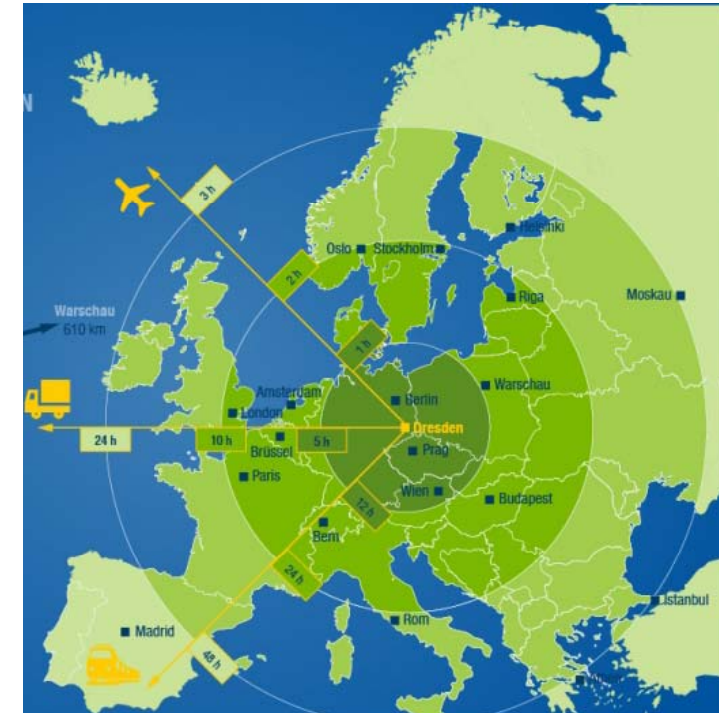 N
3 h
Oslo
Stockholm
Helsinki
2 h
Riga
Moskau
Warschau
610 km
1 h
Warschau
Amsterdam
Berlin
London
Dresden
24 h
10 h
5 h
Brüssel
Prag
Paris
Wien
Budapest
12 h
Bern
24 h
Istanbul
Rom
Madrid
48 h